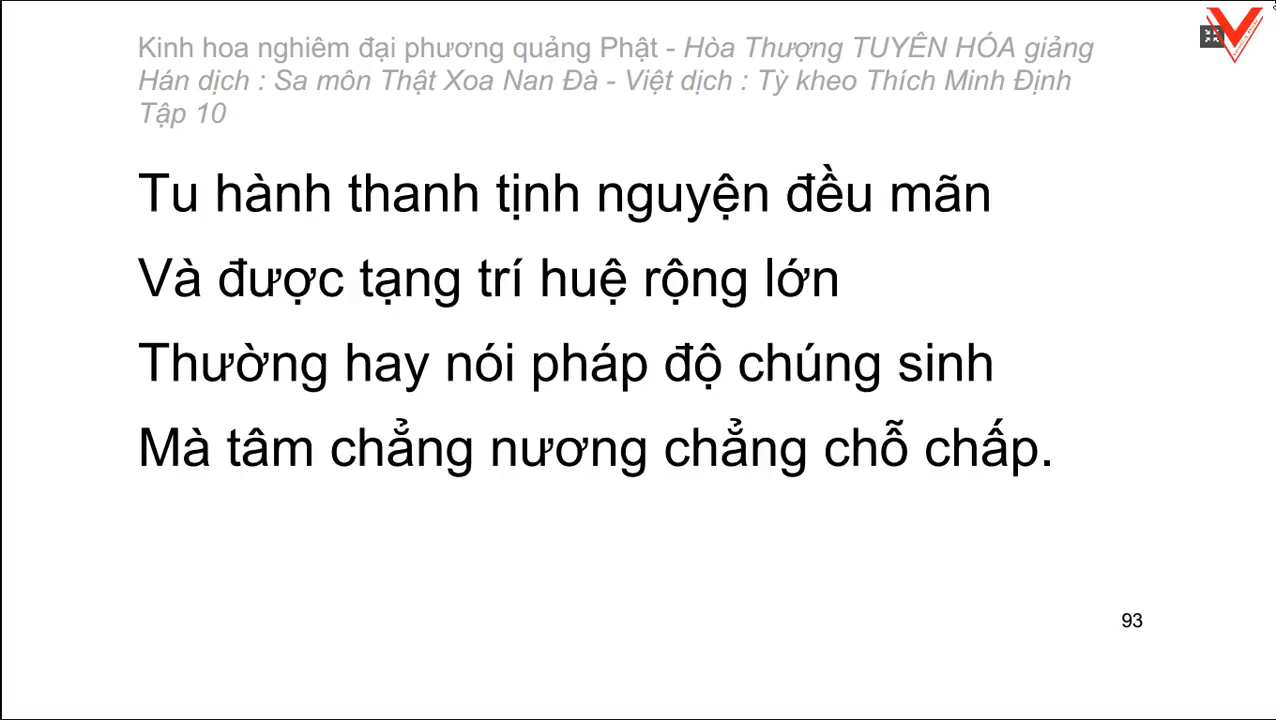 Kinh hoa nghiêm đại phương quảng Phật - Hòa Thượng TUYÊN HÓA giảng
Hán dịch : Sa môn Thật Xoa Nan Đà - Việt dịch : Tỳ kheo Thích Minh Định
Tập 10
Tu hành thanh tịnh nguyện đều mãn
Và được tạng trí huệ rộng lớn
Thường hay nói pháp độ chúng sinh
Mà tâm chẳng nương chẳng chỗ chấp.
93